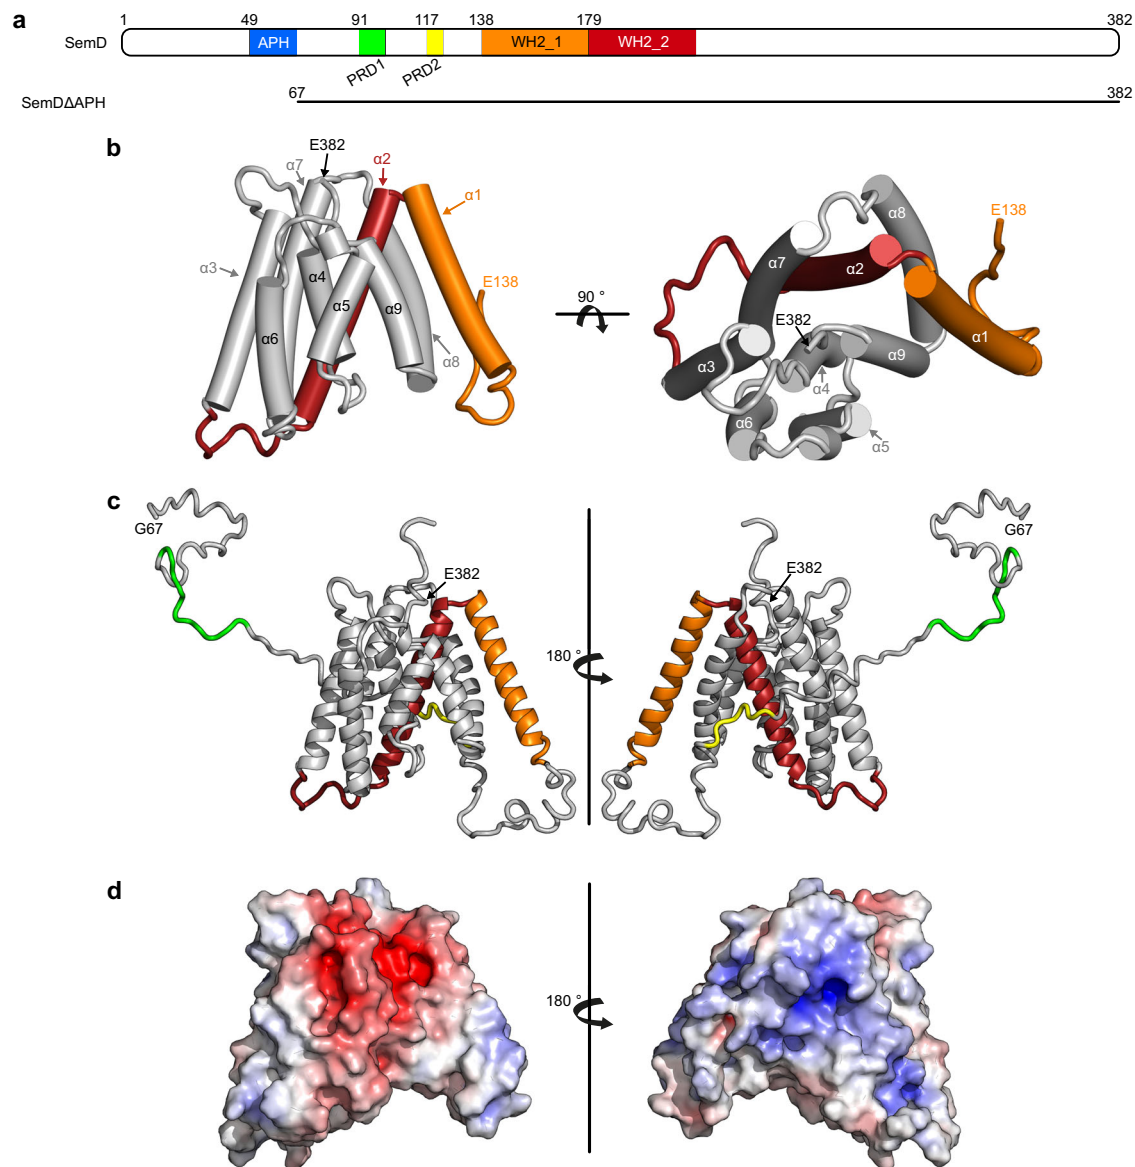 a
1 49 91 117 138 179 382
SemD APH WH2_1 WH2_2
PRD1 PRD2
SemDΔAPH 67 382
b
E382
α7 α2
α1
α3
α4
E138
α5 α9
α6
α8
90 °
α8
E138
α7 α2
E382
α1
α3 α9
α4
α6
α5
c
G67
E382
180 °
G67
E382
d
180 °